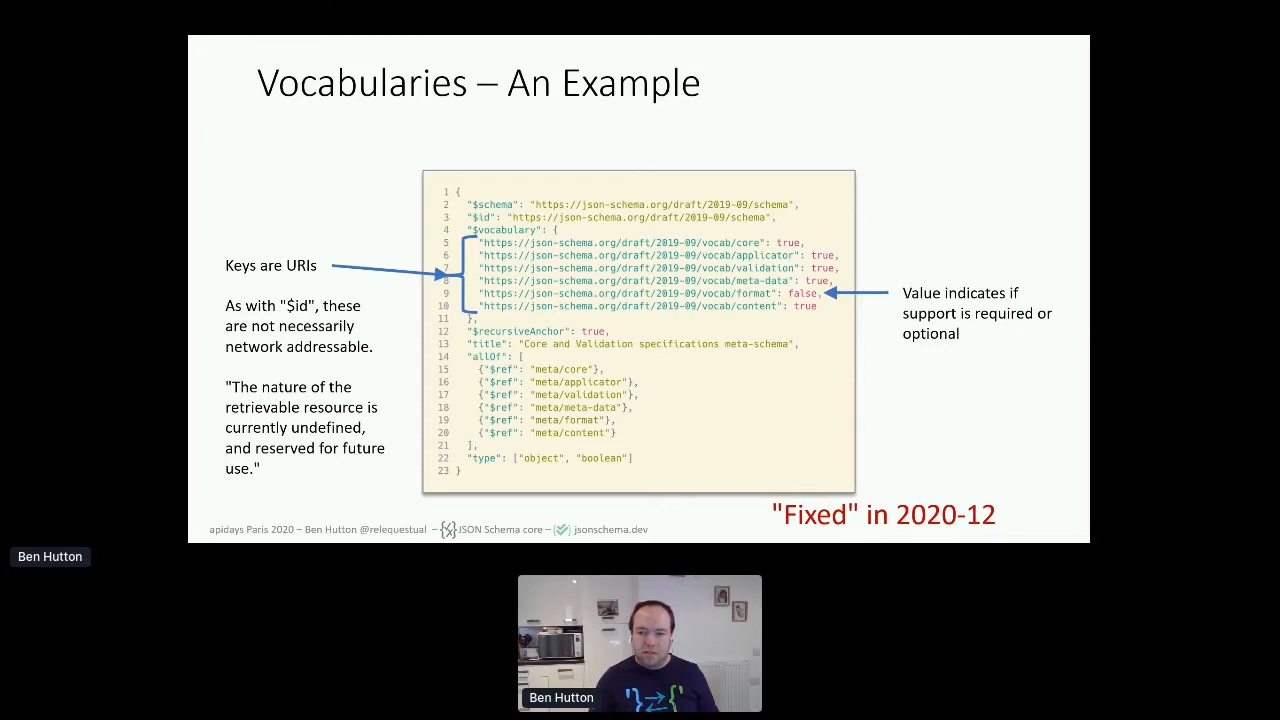 Vocabularies – An Example
1 {
2 "$schema": "https://json-schema.org/draft/2019-09/schema",
3 "$id": "https://json-schema.org/draft/2019-09/schema",
4 "$vocabulary": {
5 "https://json-schema.org/draft/2019-09/vocab/core": true,
6 "https://json-schema.org/draft/2019-09/vocab/applicator": true,
7 "https://json-schema.org/draft/2019-09/vocab/validation": true,
8 "https://json-schema.org/draft/2019-09/vocab/meta-data": true,
9 "https://json-schema.org/draft/2019-09/vocab/format": false,
10 "https://json-schema.org/draft/2019-09/vocab/content": true
11 },
12 "$recursiveAnchor": true,
13 "title": "Core and Validation specifications meta-schema",
14 "allOf": [
15 {"$ref": "meta/core"},
16 {"$ref": "meta/applicator"},
17 {"$ref": "meta/validation"},
18 {"$ref": "meta/meta-data"},
19 {"$ref": "meta/format"},
20 {"$ref": "meta/content"}
21 ],
22 "type": ["object", "boolean"]
23 }
Keys are URIs
As with "$id", these
are not necessarily
network addressable.
"The nature of the
retrievable resource is
currently undefined,
and reserved for future
use."
Value indicates if
support is required or
optional
"Fixed" in 2020-12
apidays Paris 2020 – Ben Hutton @relequestual – JSON Schema core – jsonschema.dev
Ben Hutton
Ben Hutton